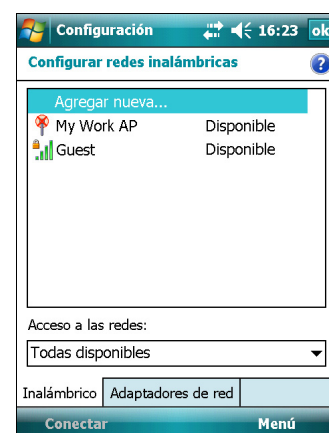 Configuración 16:23 ok
Configurar redes inalámbricas ?
Agregar nueva...
My Work AP Disponible
Guest Disponible
Acceso a las redes:
Todas disponibles
Inalámbrico Adaptadores de red
Conectar Menú